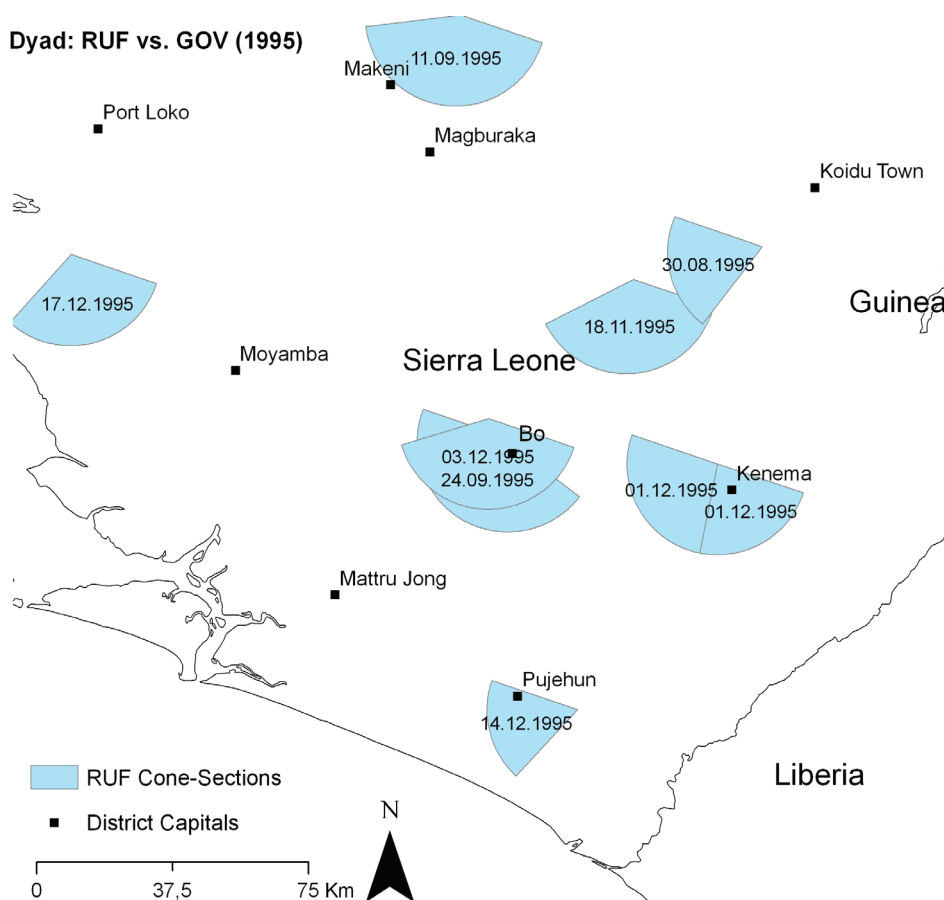 Dyad: RUF vs. GOV (1995)
11.09.1995
Makeni
Port Loko
Magburaka
Koidu Town
30.08.1995
17.12.1995
Guinea
18.11.1995
Moyamba
Sierra Leone
Bo
03.12.1995
24.09.1995
Kenema
01.12.1995
01.12.1995
Mattru Jong
Pujehun
14.12.1995
RUF Cone-Sections
Liberia
District Capitals
N
0 37,5 75 Km